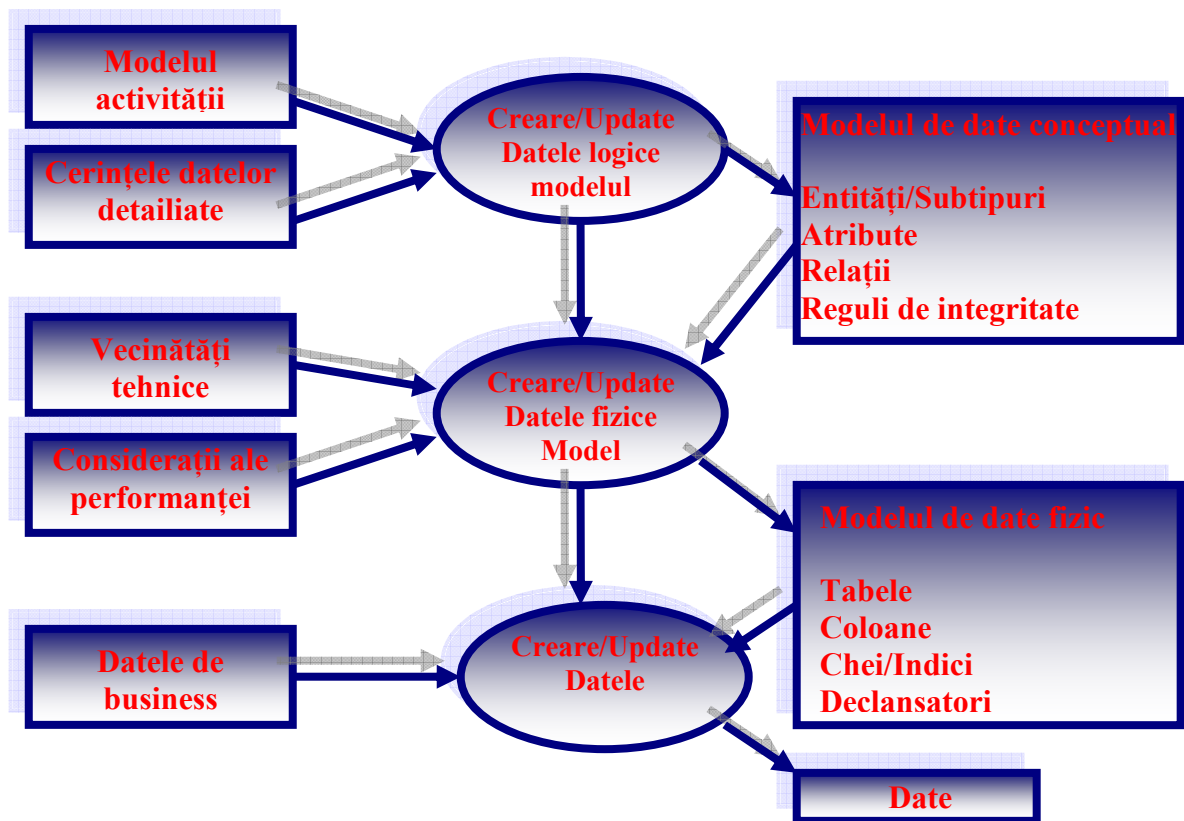 Modelul
activității
Cerințele datelor
detailiate
Creare/Update
Datele logice
modelul
Modelul de date conceptual
Entități/Subtipuri
Atribute
Relații
Reguli de integritate
Vecinătăți
tehnice
Considerații ale
performanței
Creare/Update
Datele fizice
Model
Modelul de date fizic
Tabele
Coloane
Chei/Indici
Declansatori
Datele de
business
Creare/Update
Datele
Date